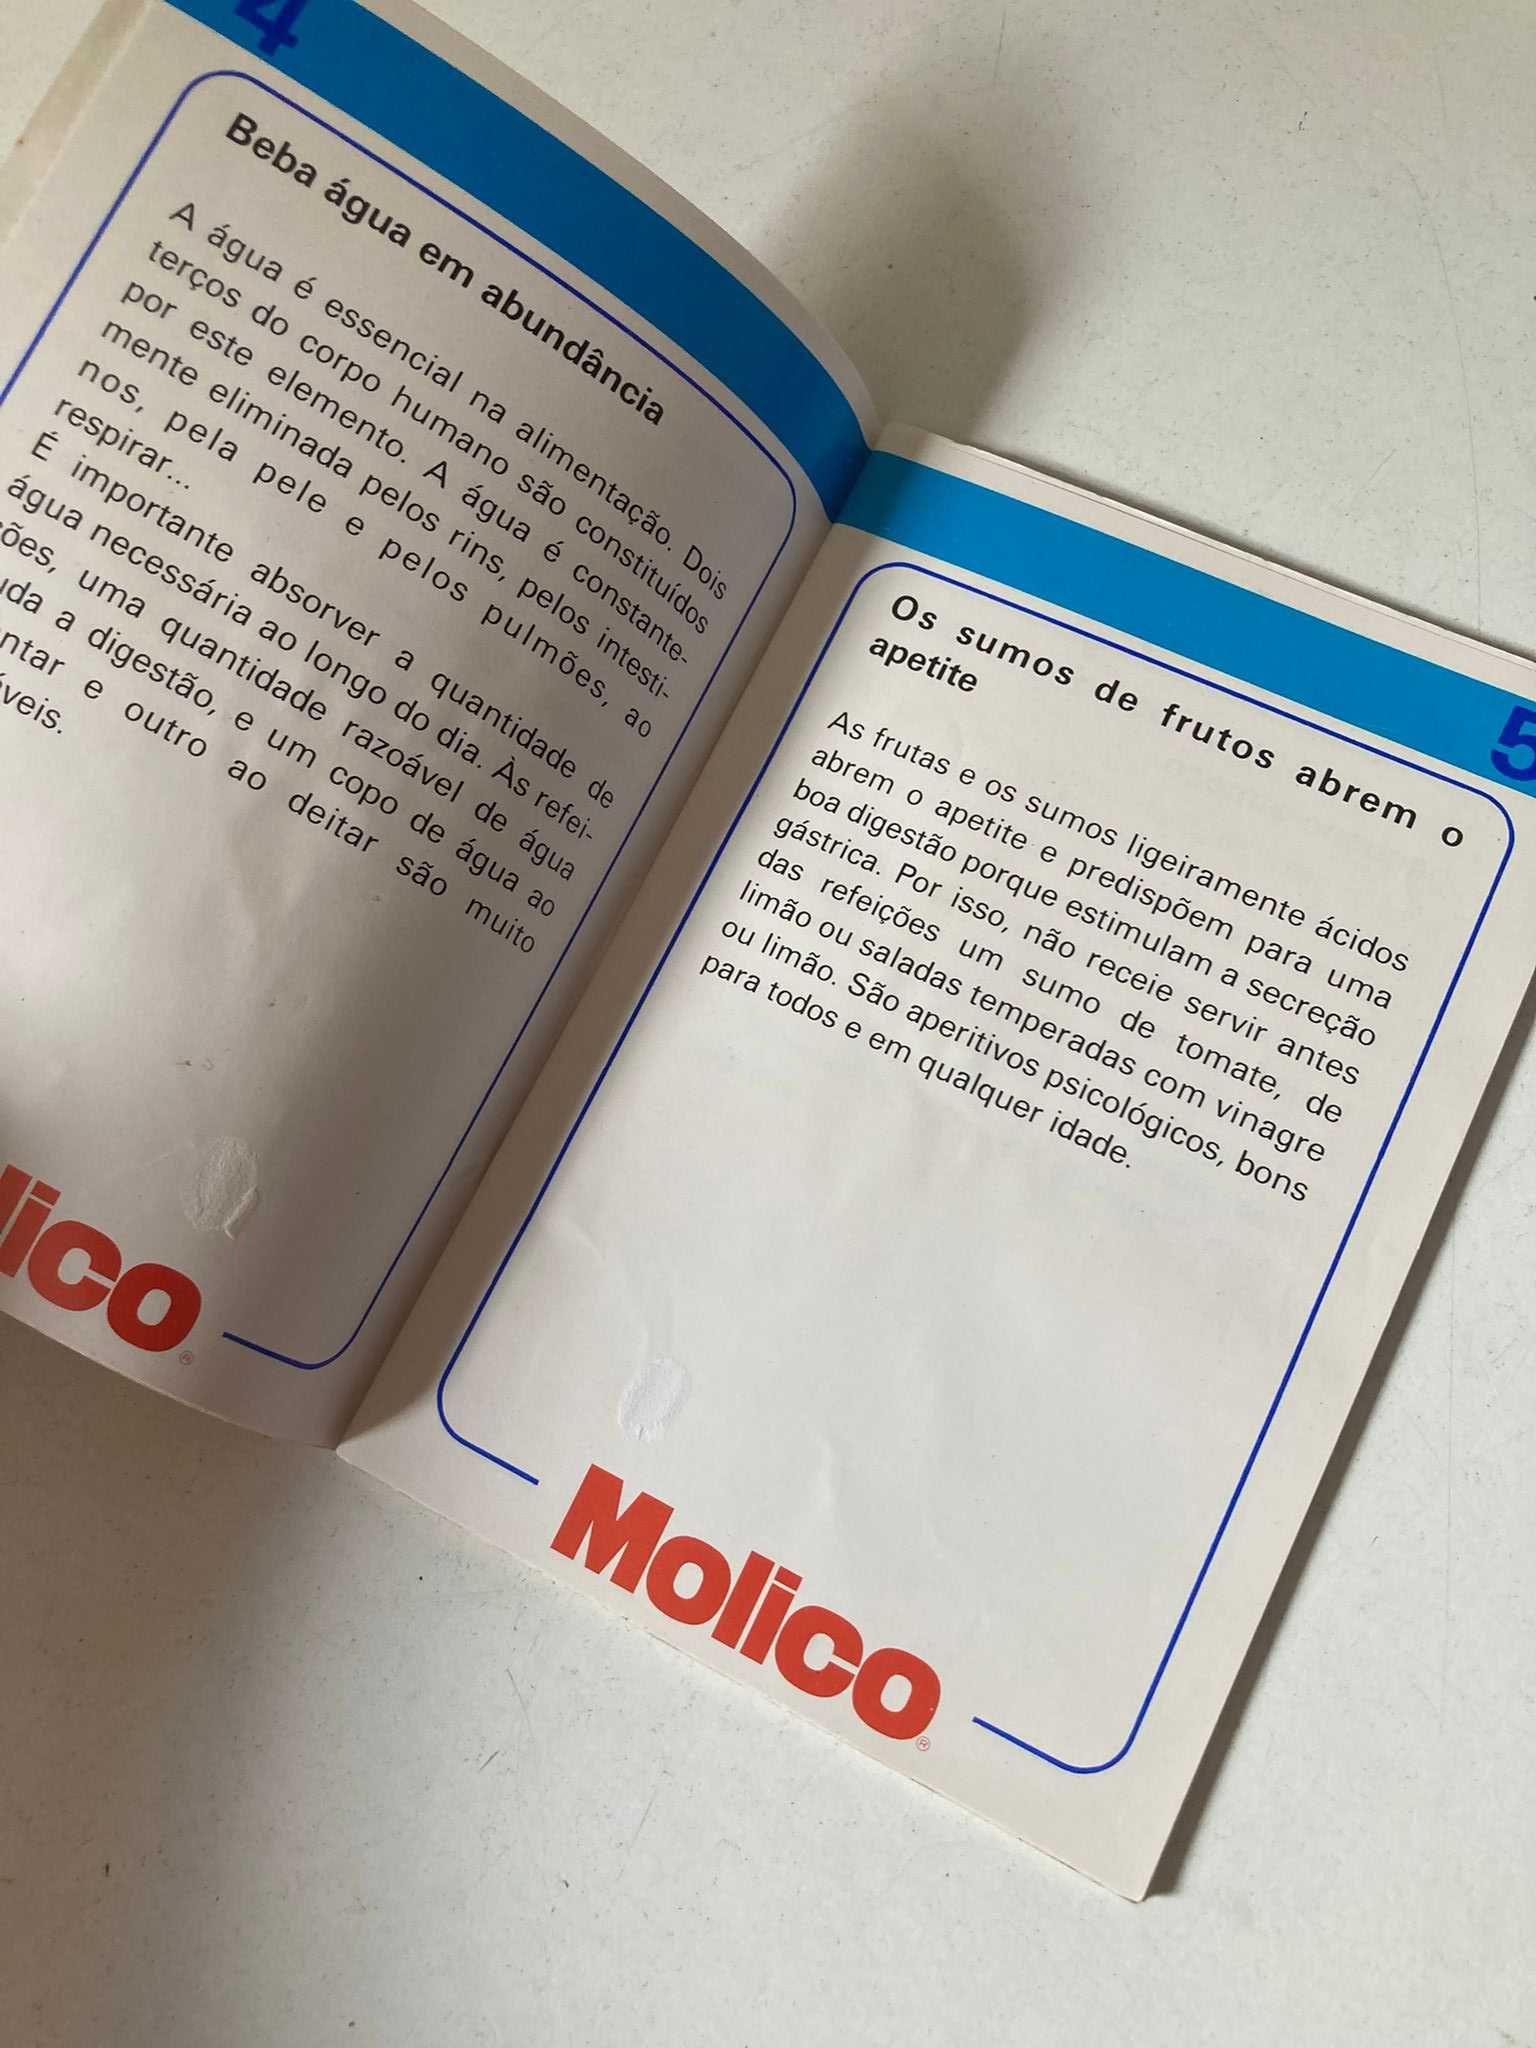 4
Beba água em abundância
A água é essencial na alimentação. Dois
terços do corpo humano são constituídos
por este elemento. A água é constante-
mente eliminada pelos rins, pelos intesti-
nos, pela pele e pelos pulmões, ao
respirar...
É importante absorver a quantidade de
água necessária ao longo do dia. Às refei-
ções, uma quantidade razoável de água
a digestão, e um copo de água ao
e outro ao deitar são muito
Os sumos de frutos abrem o
apetite
5
As frutas e os sumos ligeiramente ácidos
abrem o apetite e predispõem para uma
boa digestão porque estimulam a secreção
gástrica. Por isso, não receie servir antes
das refeições um sumo de tomate, de
limão ou saladas temperadas com vinagre
ou limão. São aperitivos psicológicos, bons
para todos e em qualquer idade.
Molico®